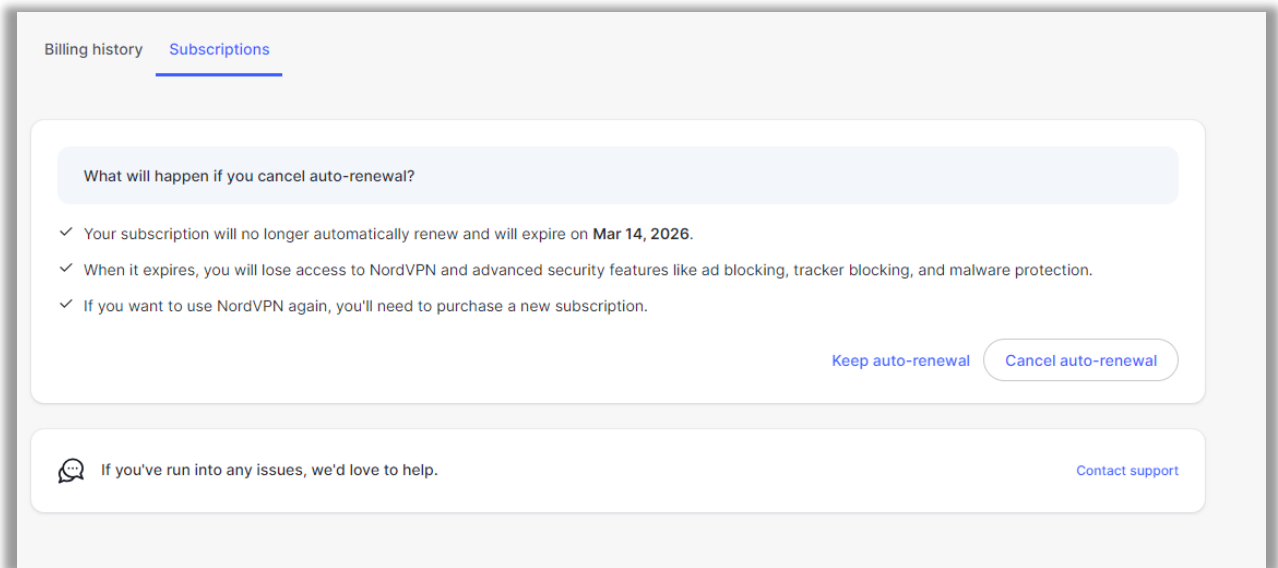 Billing history Subscriptions
What will happen if you cancel auto-renewal?
Your subscription will no longer automatically renew and will expire on Mar 14, 2026.
When it expires, you will lose access to NordVPN and advanced security features like ad blocking, tracker blocking, and malware protection.
If you want to use NordVPN again, you'll need to purchase a new subscription.
Keep auto-renewal Cancel auto-renewal
If you've run into any issues, we'd love to help. Contact support